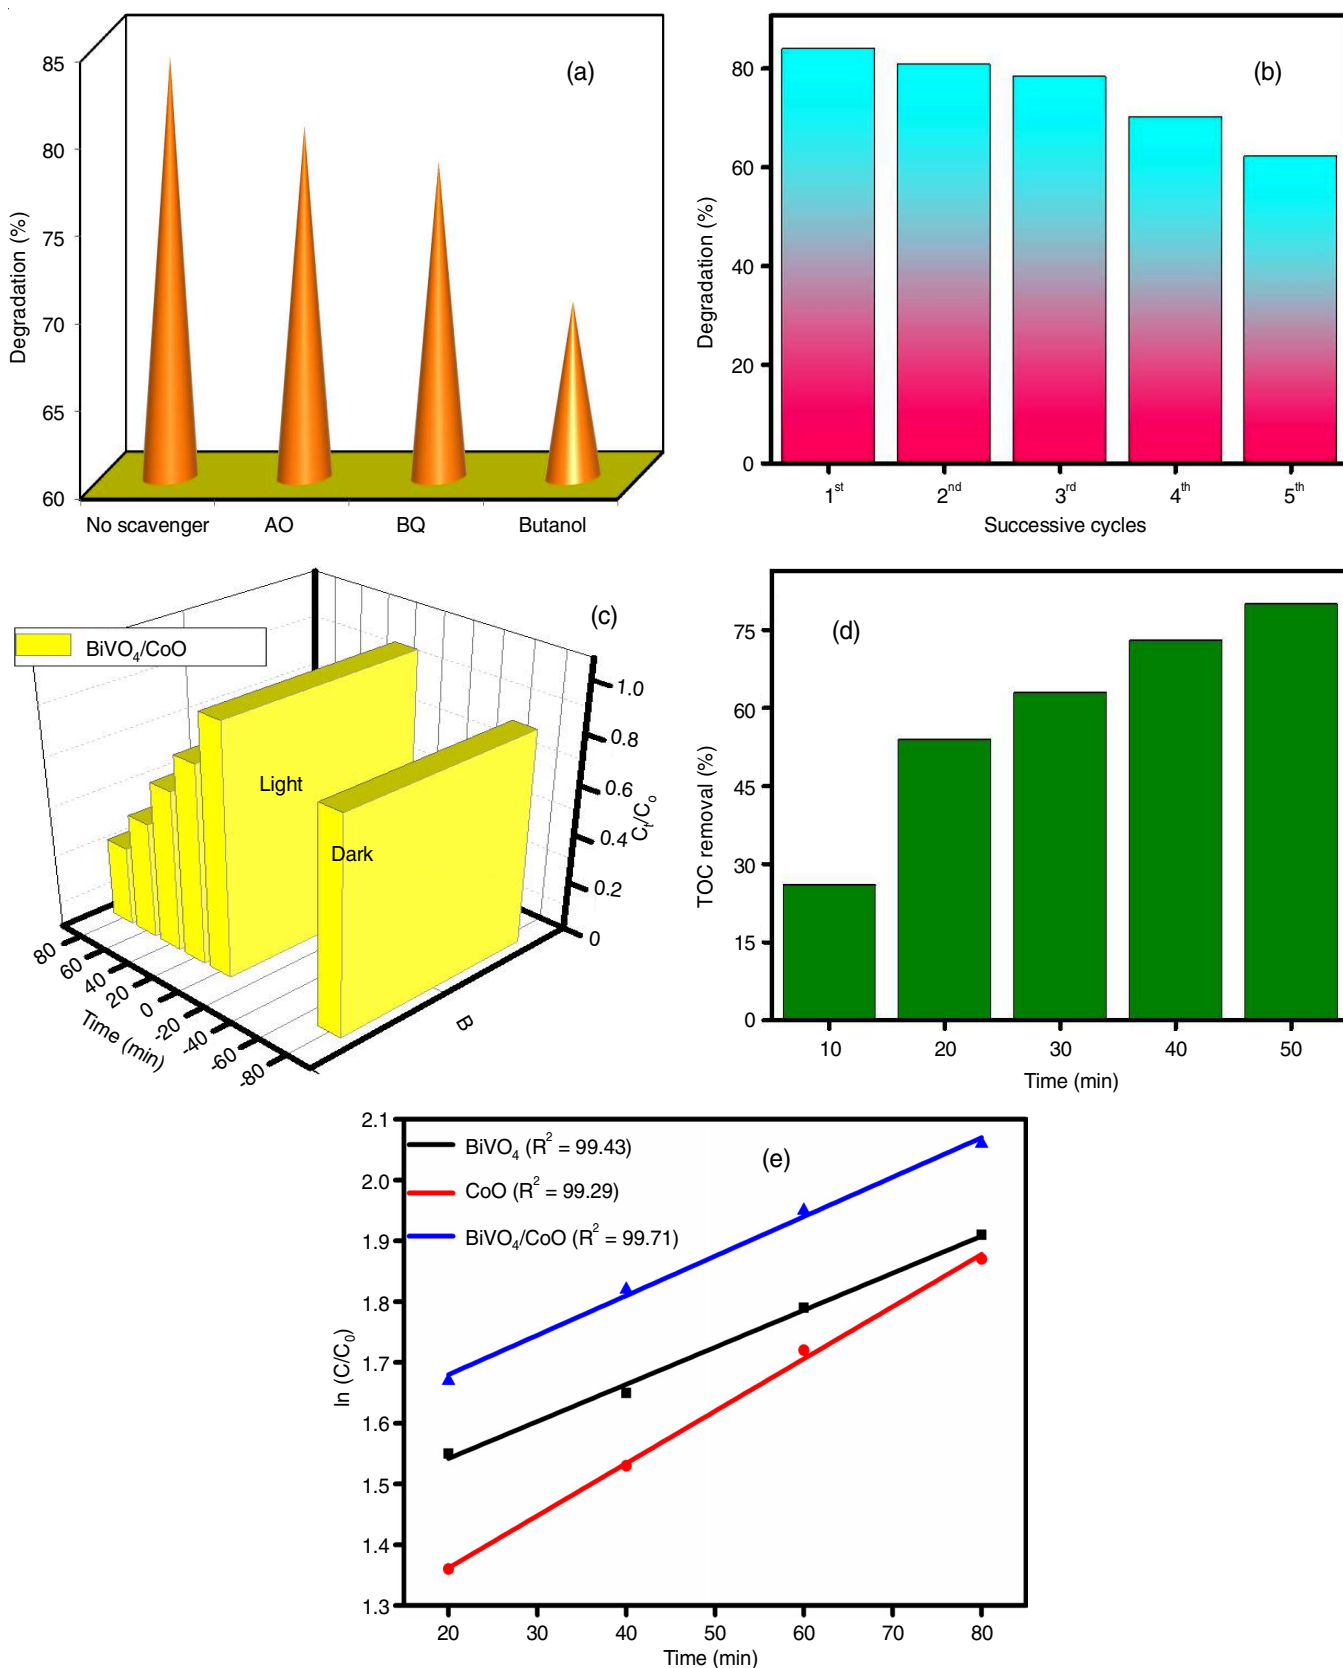 (a)
85
80
75
70
65
60
Degradation (%)
No scavenger AO BQ Butanol
(b)
80
60
40
20
0
Degradation (%)
1st 2nd 3rd 4th 5th
Successive cycles
(c)
BiVO4/CoO
Light
Dark
1.0
0.8
0.6
0.4
0.2
0
Ct/Co
80
60
40
20
0
-20
-40
-60
-80
Time (min)
B
(d)
75
60
45
30
15
0
TOC removal (%)
10 20 30 40 50
Time (min)
(e)
BiVO4 (R2 = 99.43)
CoO (R2 = 99.29)
BiVO4/CoO (R2 = 99.71)
2.1
2.0
1.9
1.8
1.7
1.6
1.5
1.4
1.3
ln (C/C0)
20 30 40 50 60 70 80
Time (min)